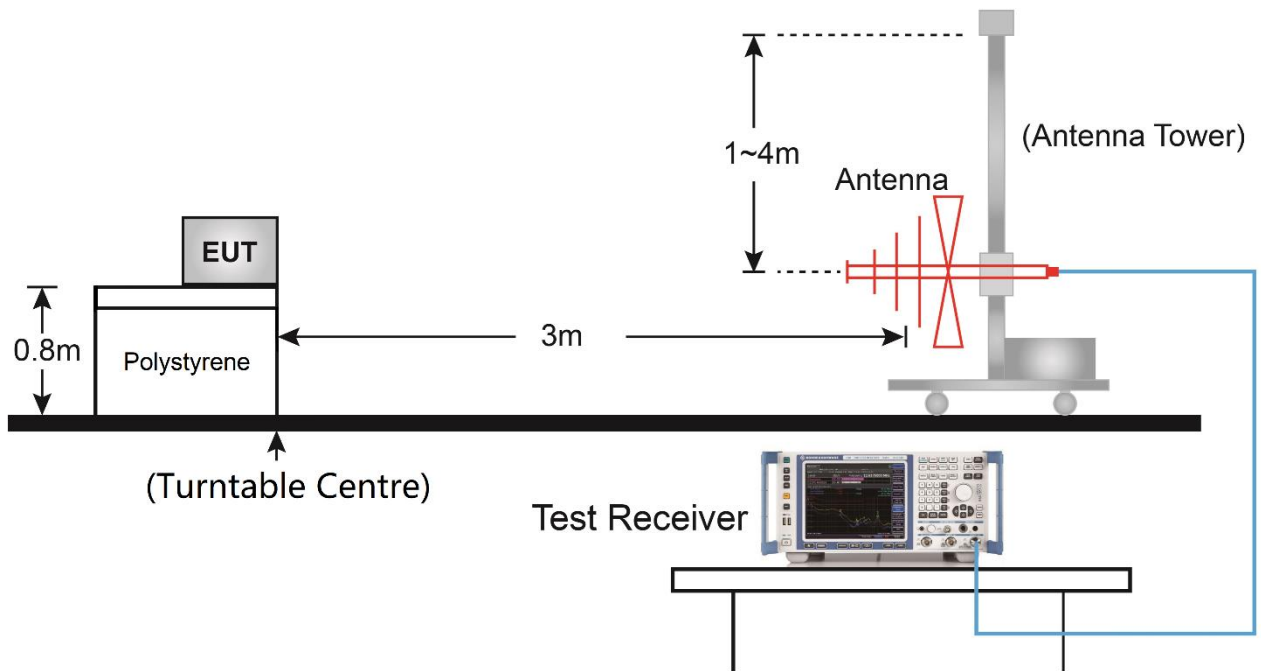 1~4m
(Antenna Tower)
Antenna
EUT
0.8m
Polystyrene
3m
(Turntable Centre)
Test Receiver